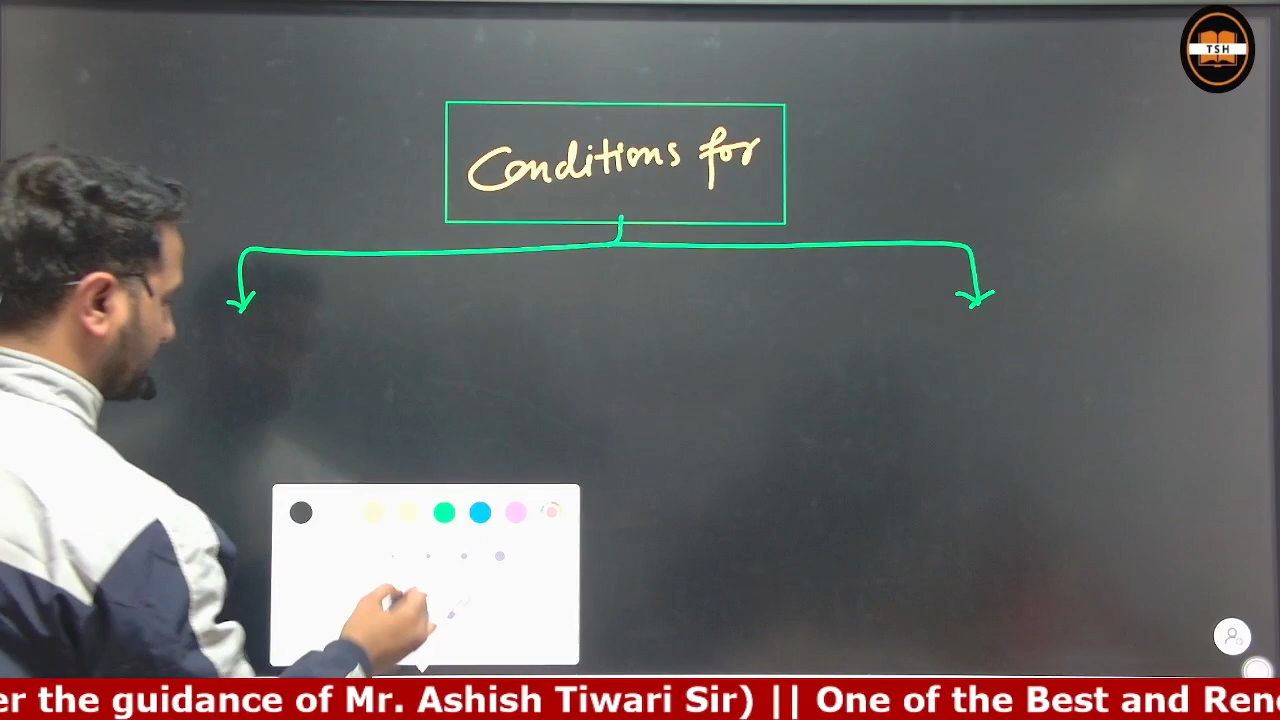 TSH
Conditions for
er the guidance of Mr. Ashish Tiwari Sir) || One of the Best and Ren